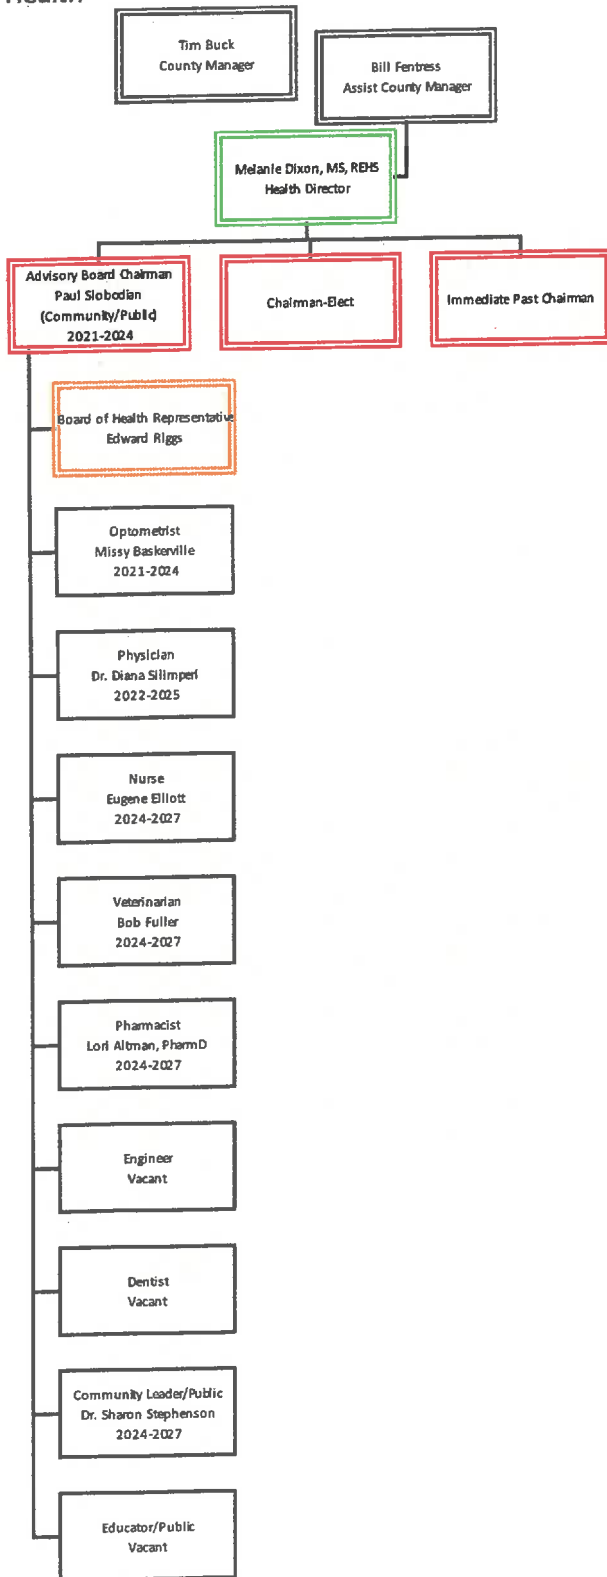 Health
Tim Buck
County Manager
Bill Fentress
Assist County Manager
Melanie Dixon, MS, REHS
Health Director
Advisory Board Chairman
Paul Slobodian
(Community/Public)
2021-2024
Chairman-Elect
Immediate Past Chairman
Board of Health Representative
Edward Riggs
Optometrist
Missy Baskerville
2021-2024
Physician
Dr. Diana Silimperi
2022-2025
Nurse
Eugene Elliott
2024-2027
Veterinarian
Bob Fuller
2024-2027
Pharmacist
Lori Altman, PharmD
2024-2027
Engineer
Vacant
Dentist
Vacant
Community Leader/Public
Dr. Sharon Stephenson
2024-2027
Educator/Public
Vacant